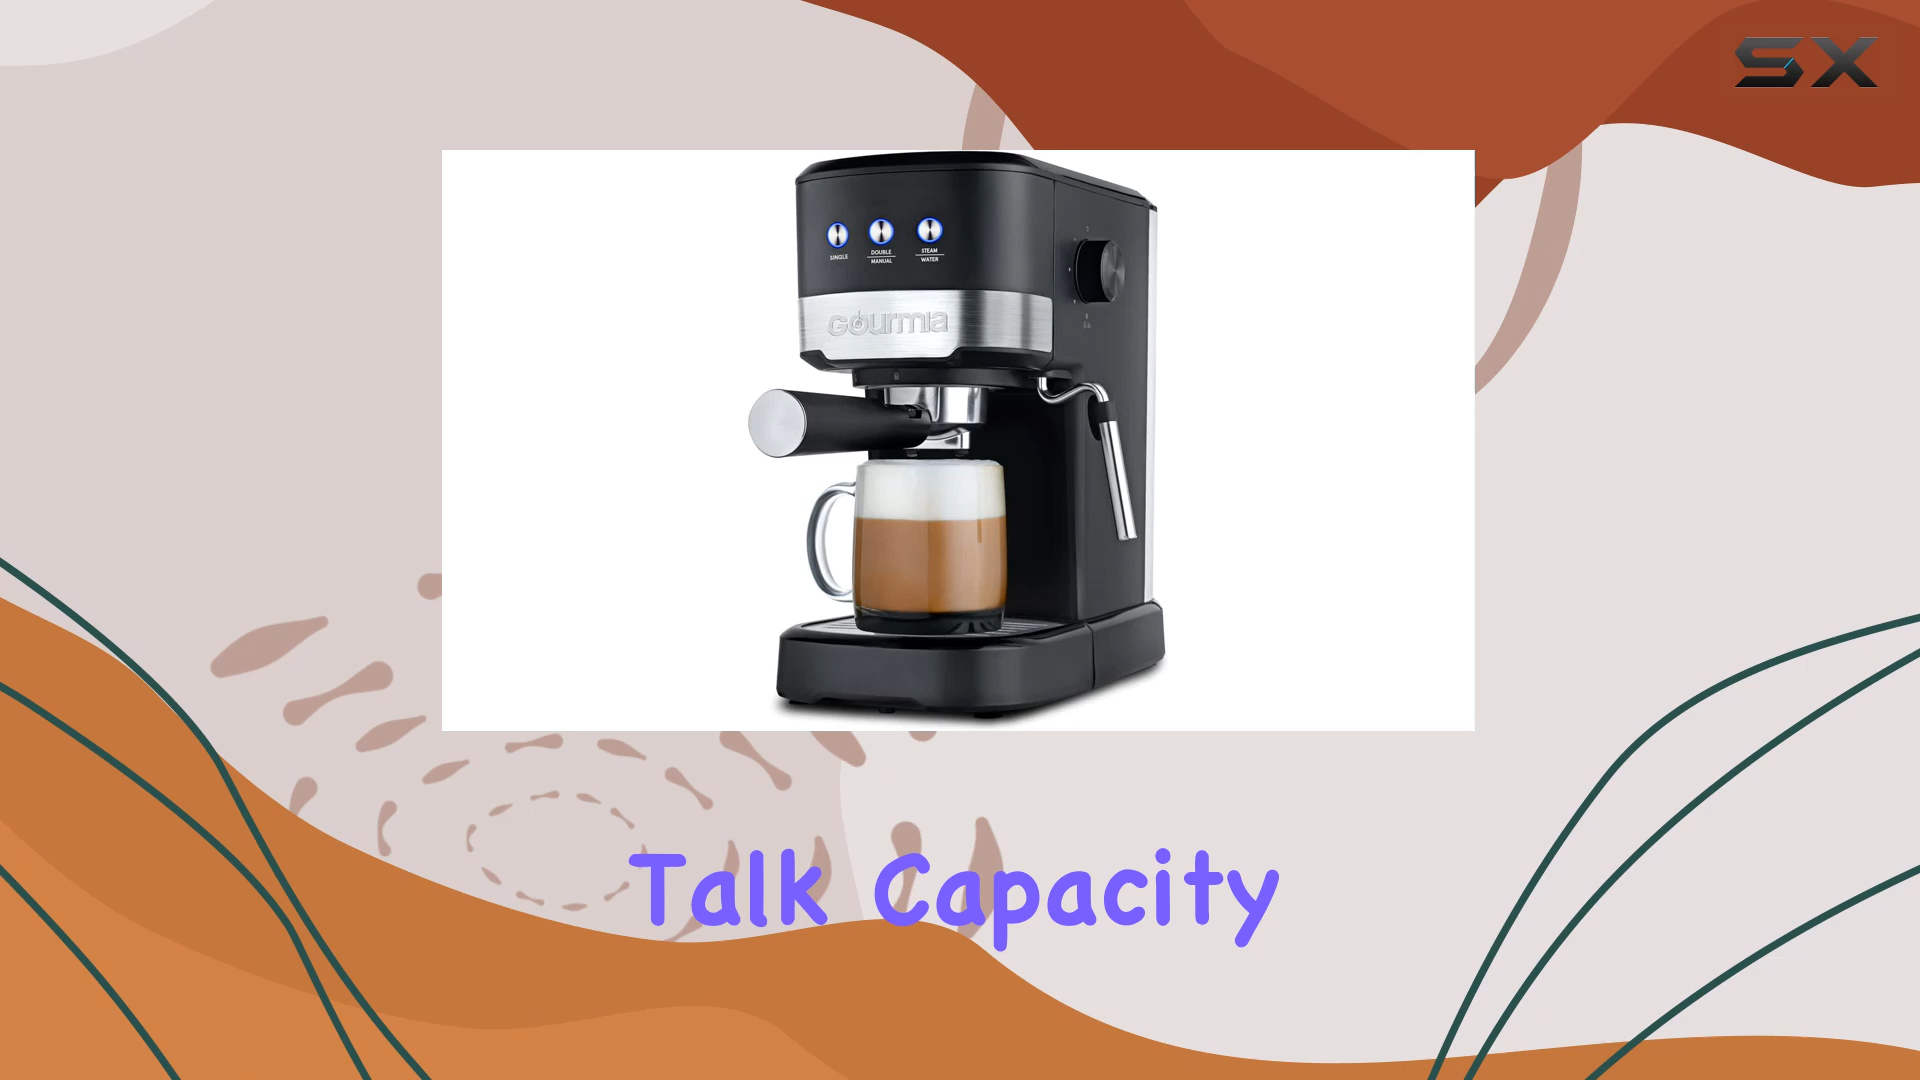 SX
SINGLE
DOUBLE
MANUAL
STEAM
WATER
Gourmia
Talk Capacity